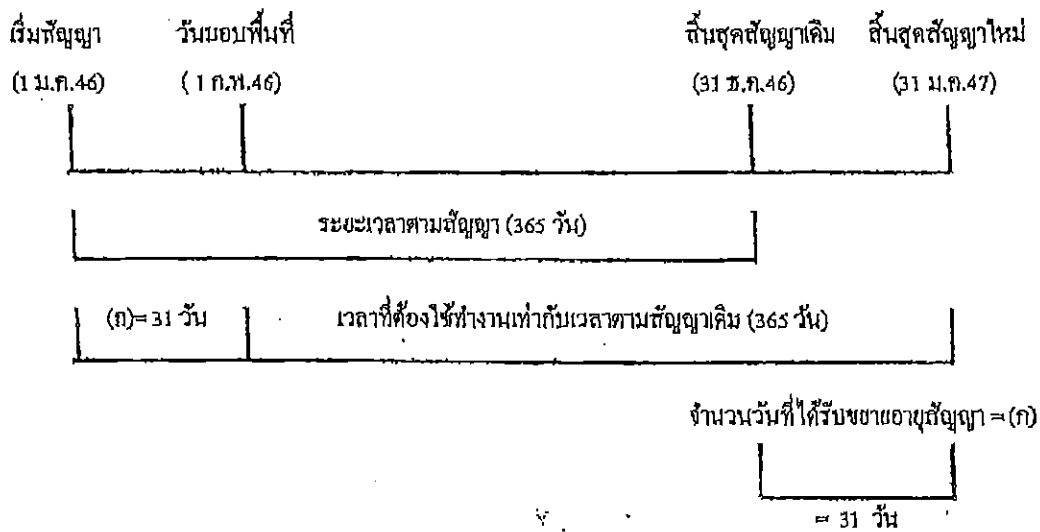 เริ่มสัญญา วันมอบพื้นที่ สิ้นสุดสัญญาเดิม สิ้นสุดสัญญาใหม่
(1 ม.ค.46) (1 ก.พ.46) (31 ธ.ค.46) (31 ม.ค.47)
ระยะเวลาตามสัญญา (365 วัน)
(ก)= 31 วัน เวลาที่ต้องใช้ทำงานเท่ากับเวลาตามสัญญาเดิม (365 วัน)
จำนวนวันที่ได้รับขยายอายุสัญญา = (ก)
= 31 วัน